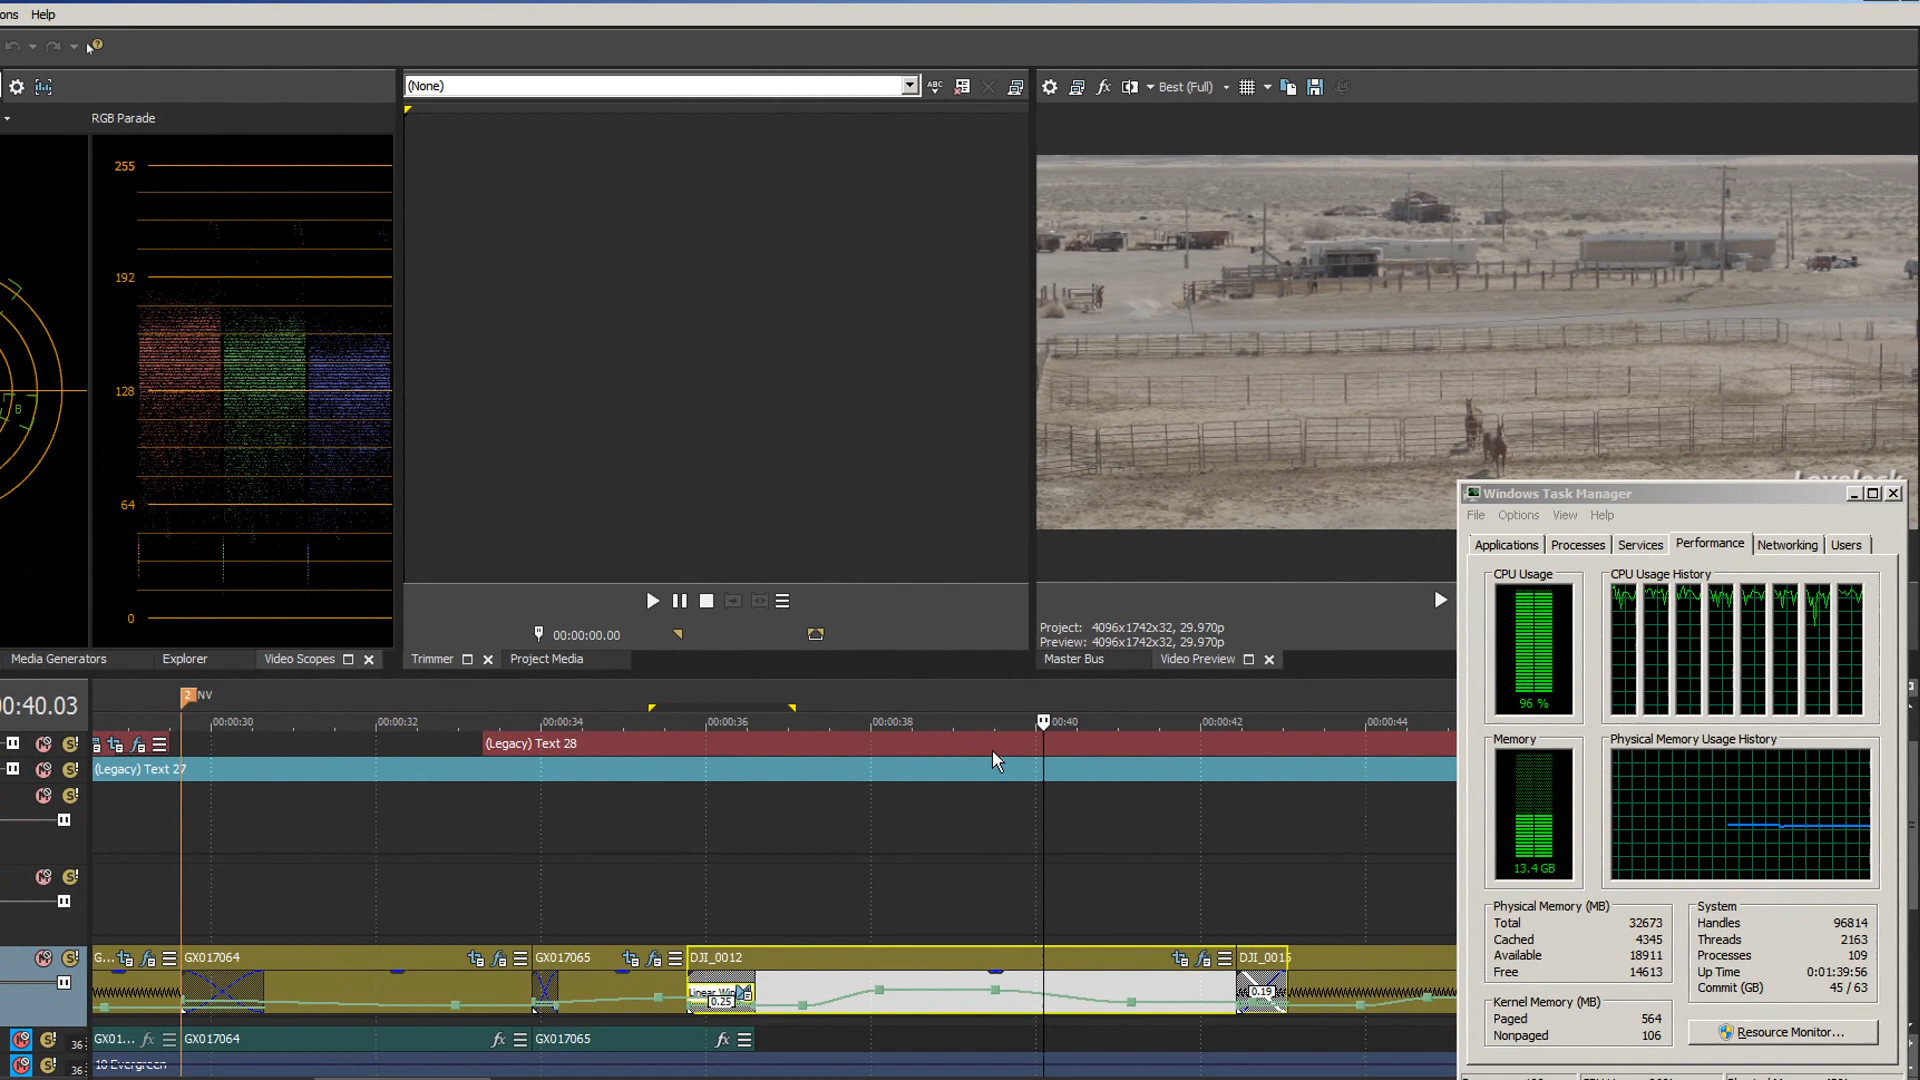 ons Help
RGB Parade
255
192
128
64
0
B
(None)
Best (Full)
Lovelock
00:00:00.00
Project: 4096x1742x32, 29.970p
Preview: 4096x1742x32, 29.970p
Media Generators Explorer Video Scopes
Trimmer Project Media
Master Bus Video Preview
Windows Task Manager
File Options View Help
Applications Processes Services Performance Networking Users
CPU Usage CPU Usage History
96 %
Memory Physical Memory Usage History
13.4 GB
Physical Memory (MB)
Total 32673
Cached 4345
Available 18911
Free 14613
System
Handles 96814
Threads 2163
Processes 109
Up Time 0:01:39:56
Commit (GB) 45 / 63
Kernel Memory (MB)
Paged 564
Nonpaged 106
Resource Monitor...
00:40.03
2 NV
00:00:30 00:00:32 00:00:34 00:00:36 00:00:38 00:00:40 00:00:42 00:00:44
(Legacy) Text 28
(Legacy) Text 27
G... GX017064 GX017065 DJI_0012 DJI_0015
Linear Wip
0.25
0.19
36 GX01... GX017064 GX017065
36 10 Evergreen